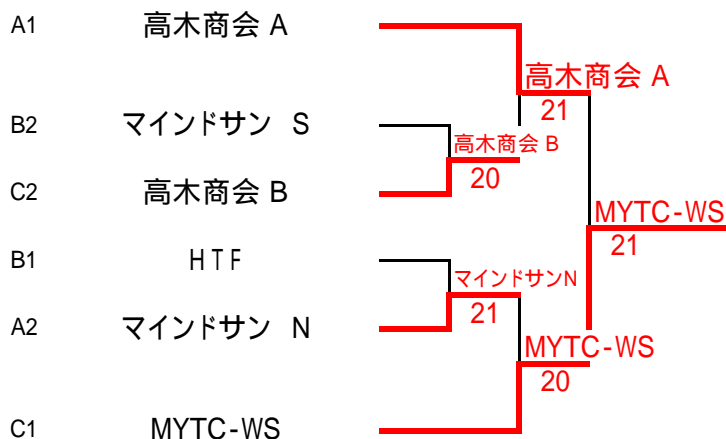 A1 高木商会 A
高木商会 A
21
B2 マインドサン S
高木商会 B
20
C2 高木商会 B
MYTC-WS
21
B1 HTF
マインドサンN
21
A2 マインドサン N
MYTC-WS
20
C1 MYTC-WS